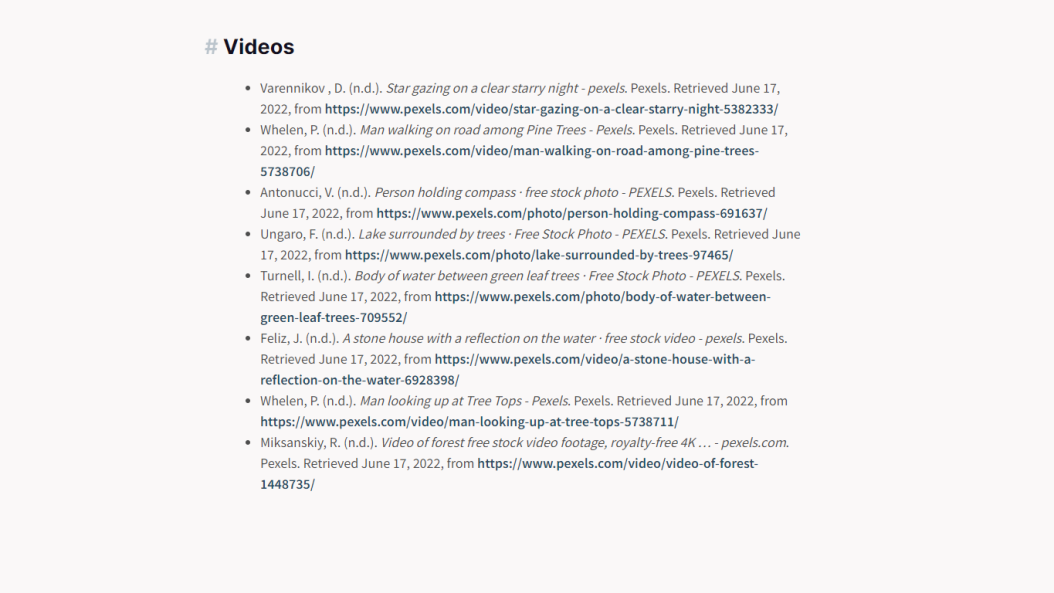 # Videos
• Varennikov , D. (n.d.). Star gazing on a clear starry night - pexels. Pexels. Retrieved June 17,
2022, from https://www.pexels.com/video/star-gazing-on-a-clear-starry-night-5382333/
• Whelen, P. (n.d.). Man walking on road among Pine Trees - Pexels. Pexels. Retrieved June 17,
2022, from https://www.pexels.com/video/man-walking-on-road-among-pine-trees-
5738706/
• Antonucci, V. (n.d.). Person holding compass · free stock photo - PEXELS. Pexels. Retrieved
June 17, 2022, from https://www.pexels.com/photo/person-holding-compass-691637/
• Ungaro, F. (n.d.). Lake surrounded by trees · Free Stock Photo - PEXELS. Pexels. Retrieved June
17, 2022, from https://www.pexels.com/photo/lake-surrounded-by-trees-97465/
• Turnell, I. (n.d.). Body of water between green leaf trees · Free Stock Photo - PEXELS. Pexels.
Retrieved June 17, 2022, from https://www.pexels.com/photo/body-of-water-between-
green-leaf-trees-709552/
• Feliz, J. (n.d.). A stone house with a reflection on the water · free stock video - pexels. Pexels.
Retrieved June 17, 2022, from https://www.pexels.com/video/a-stone-house-with-a-
reflection-on-the-water-6928398/
• Whelen, P. (n.d.). Man looking up at Tree Tops - Pexels. Pexels. Retrieved June 17, 2022, from
https://www.pexels.com/video/man-looking-up-at-tree-tops-5738711/
• Miksanskiy, R. (n.d.). Video of forest free stock video footage, royalty-free 4K ... - pexels.com.
Pexels. Retrieved June 17, 2022, from https://www.pexels.com/video/video-of-forest-
1448735/